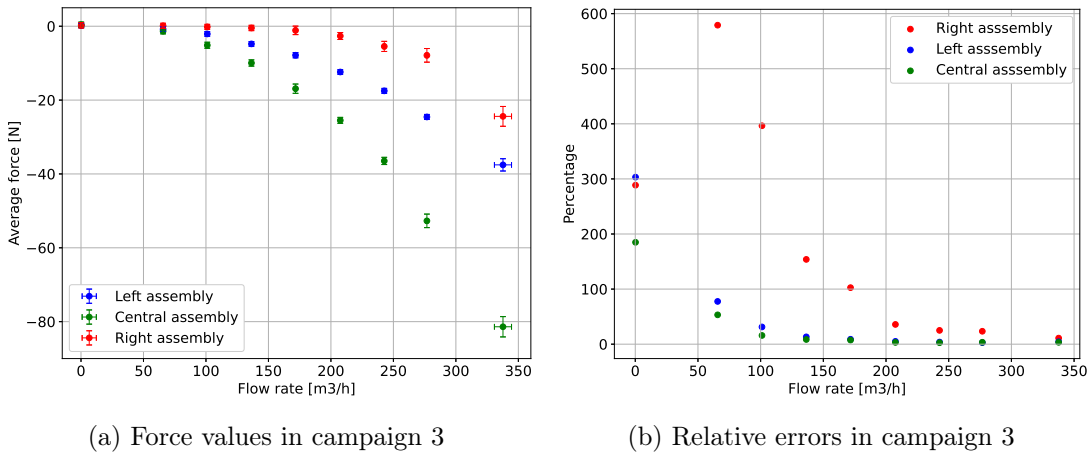 0
−20
−40
−60
−80
Average force [N]
0
50
100
150
200
250
300
350
Flow rate [m3/h]
Left assembly
Central assembly
Right assembly
(a) Force values in campaign 3
600
500
400
300
200
100
0
Percentage
0
50
100
150
200
250
300
350
Flow rate [m3/h]
Right asssembly
Left asssembly
Central asssembly
(b) Relative errors in campaign 3